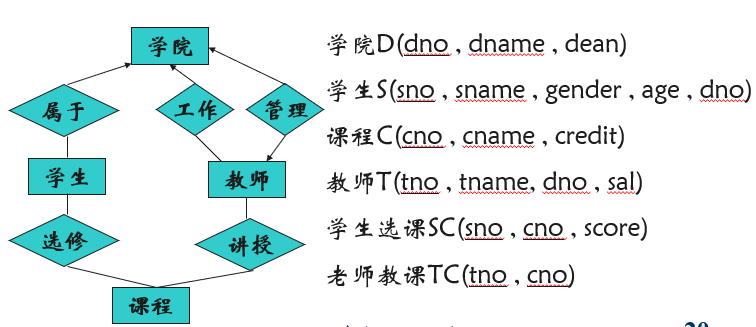 学院
属于
工作
管理
学生
教师
选修
讲授
课程
学院D(dno , dname , dean)
学生S(sno , sname , gender , age , dno)
课程C(cno , cname , credit)
教师T(tno , tname, dno , sal)
学生选课SC(sno , cno , score)
老师教课TC(tno , cno)